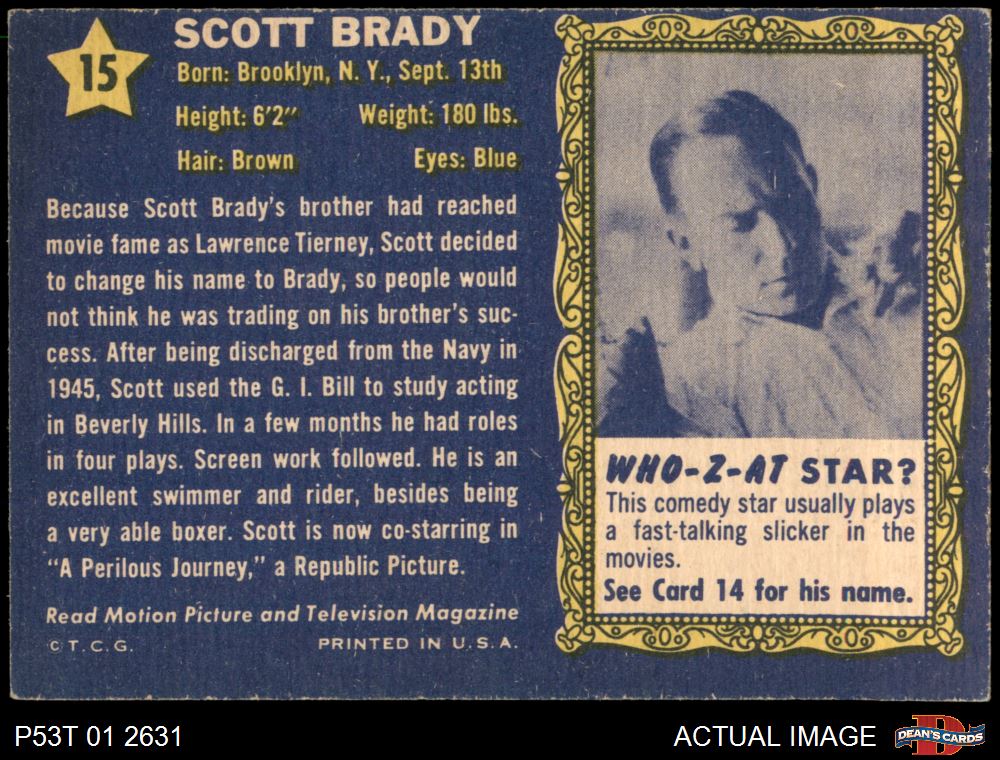 15
SCOTT BRADY
Born: Brooklyn, N. Y., Sept. 13th
Height: 6'2" Weight: 180 lbs.
Hair: Brown Eyes: Blue
Because Scott Brady's brother had reached
movie fame as Lawrence Tierney, Scott decided
to change his name to Brady, so people would
not think he was trading on his brother's suc-
cess. After being discharged from the Navy in
1945, Scott used the G. I. Bill to study acting
in Beverly Hills. In a few months he had roles
in four plays. Screen work followed. He is an
excellent swimmer and rider, besides being
a very able boxer. Scott is now co-starring in
"A Perilous Journey," a Republic Picture.
Read Motion Picture and Television Magazine
© T. C. G. PRINTED IN U. S. A.
WHO-Z-AT STAR?
This comedy star usually plays
a fast-talking slicker in the
movies.
See Card 14 for his name.
P53T 01 2631
ACTUAL IMAGE
D
DEAN'S CARDS